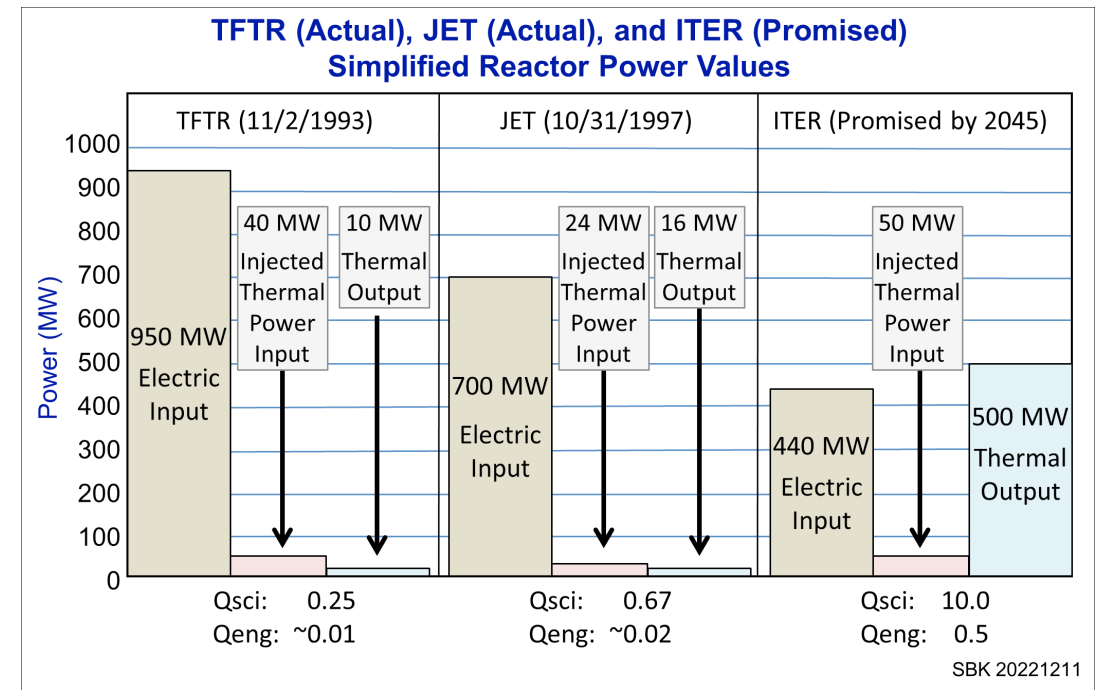 TFTR (Actual), JET (Actual), and ITER (Promised)
Simplified Reactor Power Values
TFTR (11/2/1993)
JET (10/31/1997)
ITER (Promised by 2045)
Power (MW)
1000
900
800
700
600
500
400
300
200
100
0
950 MW
Electric
Input
40 MW
Injected
Thermal
Power
Input
10 MW
Thermal
Output
700 MW
Electric
Input
24 MW
Injected
Thermal
Power
Input
16 MW
Thermal
Output
440 MW
Electric
Input
50 MW
Injected
Thermal
Power
Input
500 MW
Thermal
Output
Qsci: 0.25
Qeng: ~0.01
Qsci: 0.67
Qeng: ~0.02
Qsci: 10.0
Qeng: 0.5
SBK 20221211